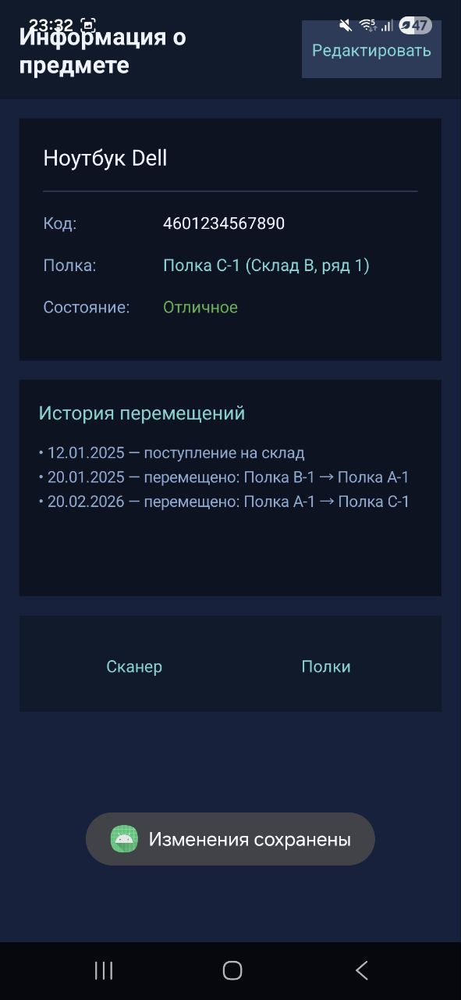 23:32
47
Информация о
предмете
Редактировать
Ноутбук Dell
Код: 4601234567890
Полка: Полка C-1 (Склад B, ряд 1)
Состояние: Отличное
История перемещений
• 12.01.2025 — поступление на склад
• 20.01.2025 — перемещено: Полка B-1 → Полка A-1
• 20.02.2026 — перемещено: Полка A-1 → Полка C-1
Сканер Полки
Изменения сохранены